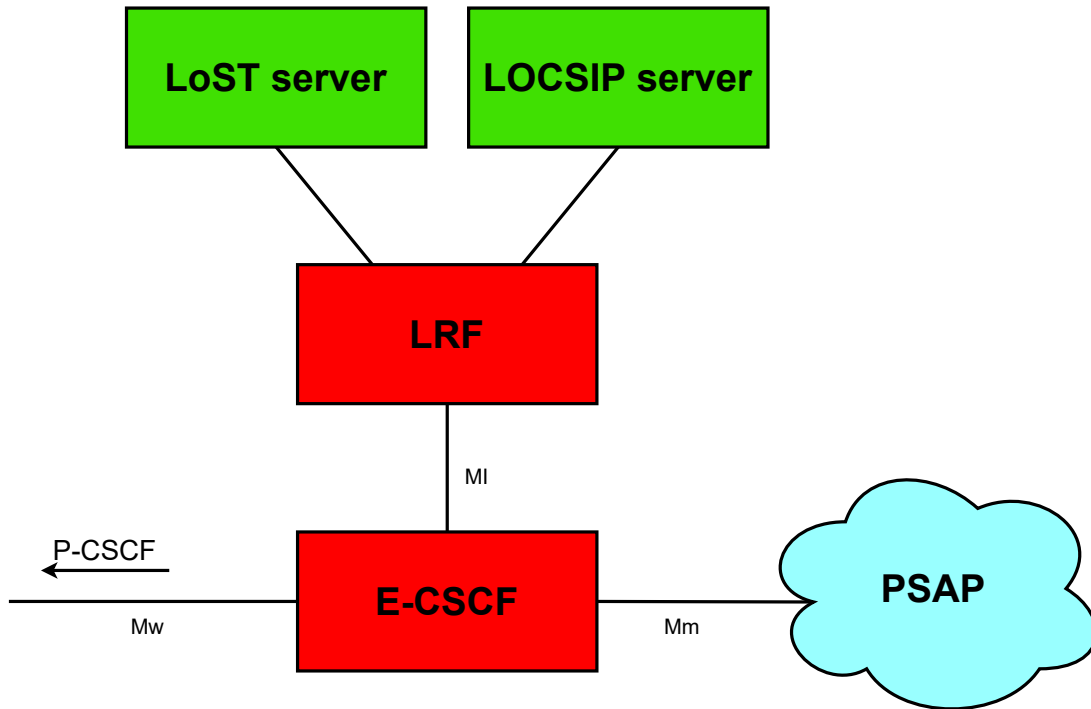 LoST server
LOCSIP server
LRF
Ml
P-CSCF
E-CSCF
PSAP
Mw
Mm